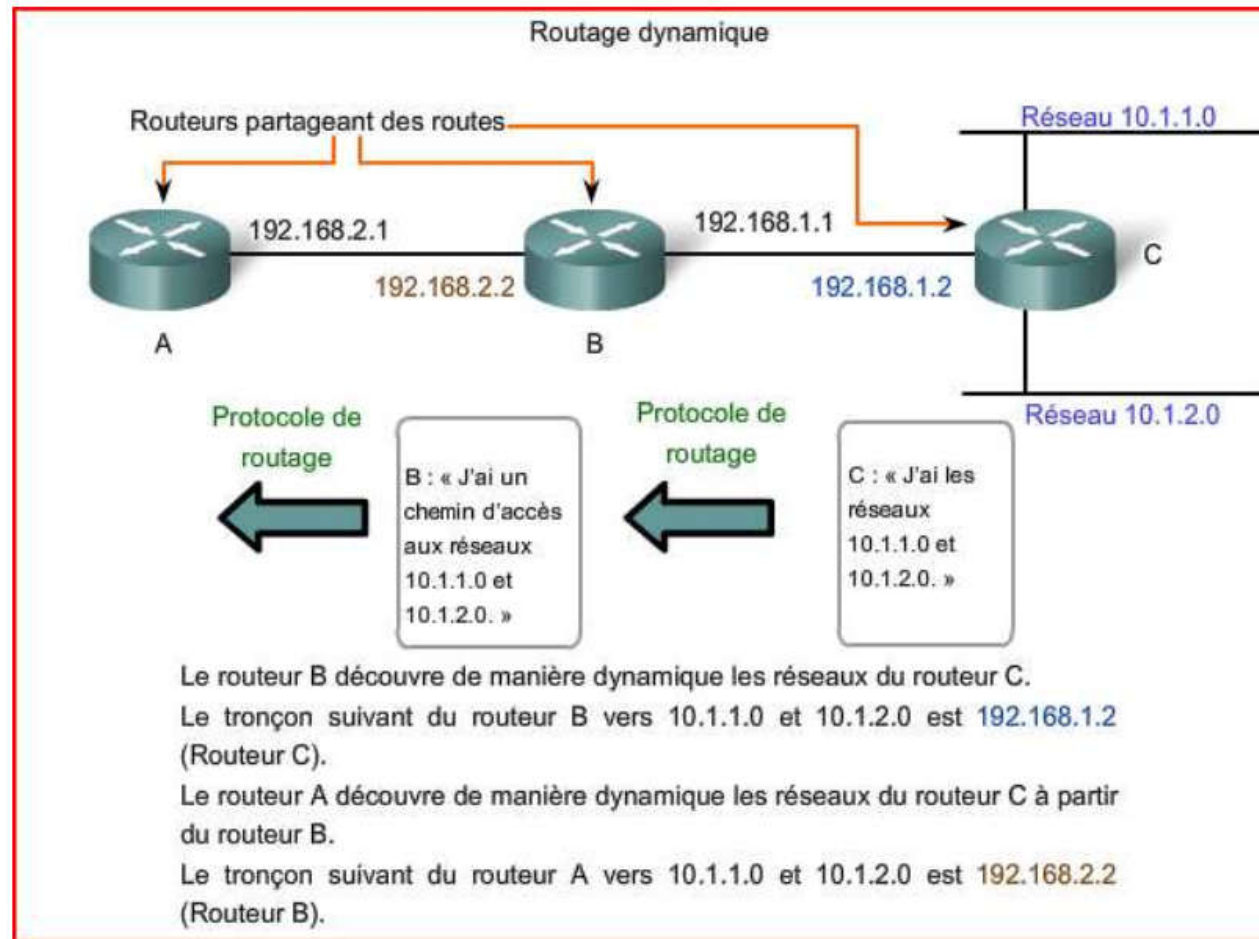 Routage dynamique
Routeurs partageant des routes
Réseau 10.1.1.0
192.168.2.1
192.168.1.1
C
192.168.2.2
192.168.1.2
A
B
Réseau 10.1.2.0
Protocole de
routage
B : « J'ai un
chemin d'accès
aux réseaux
10.1.1.0 et
10.1.2.0. »
Protocole de
routage
C : « J'ai les
réseaux
10.1.1.0 et
10.1.2.0. »
Le routeur B découvre de manière dynamique les réseaux du routeur C.
Le tronçon suivant du routeur B vers 10.1.1.0 et 10.1.2.0 est 192.168.1.2
(Routeur C).
Le routeur A découvre de manière dynamique les réseaux du routeur C à partir
du routeur B.
Le tronçon suivant du routeur A vers 10.1.1.0 et 10.1.2.0 est 192.168.2.2
(Routeur B).